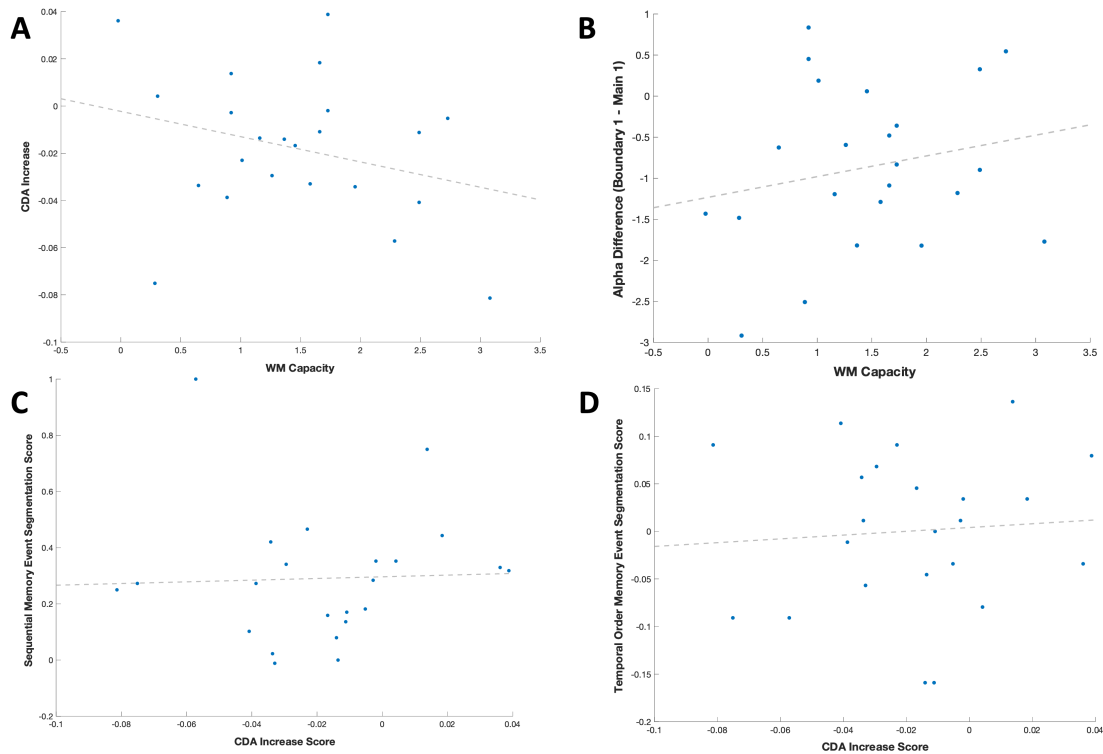 A
CDA Increase
0.04
0.02
0
-0.02
-0.04
-0.06
-0.08
-0.1
-0.5 0 0.5 1 1.5 2 2.5 3 3.5
WM Capacity
B
Alpha Difference (Boundary 1 - Main 1)
1
0.5
0
-0.5
-1
-1.5
-2
-2.5
-3
-0.5 0 0.5 1 1.5 2 2.5 3 3.5
WM Capacity
C
Sequential Memory Event Segmentation Score
1
0.8
0.6
0.4
0.2
0
-0.2
-0.1 -0.08 -0.06 -0.04 -0.02 0 0.02 0.04
CDA Increase Score
D
Temporal Order Memory Event Segmentation Score
0.15
0.1
0.05
0
-0.05
-0.1
-0.15
-0.2
-0.1 -0.08 -0.06 -0.04 -0.02 0 0.02 0.04
CDA Increase Score